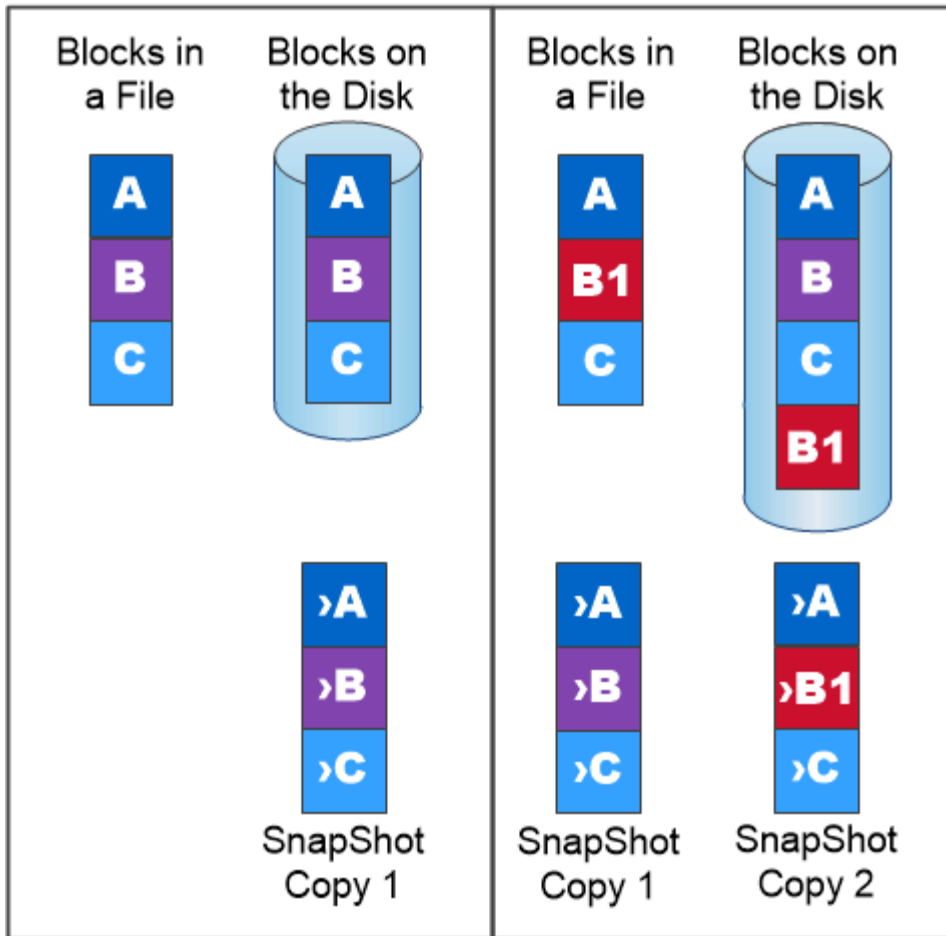 Blocks in
a File
Blocks on
the Disk
A
B
C
A
B
C
›A
›B
›C
SnapShot
Copy 1
Blocks in
a File
Blocks on
the Disk
A
B1
C
A
B
C
B1
›A
›B
›C
SnapShot
Copy 1
›A
›B1
›C
SnapShot
Copy 2